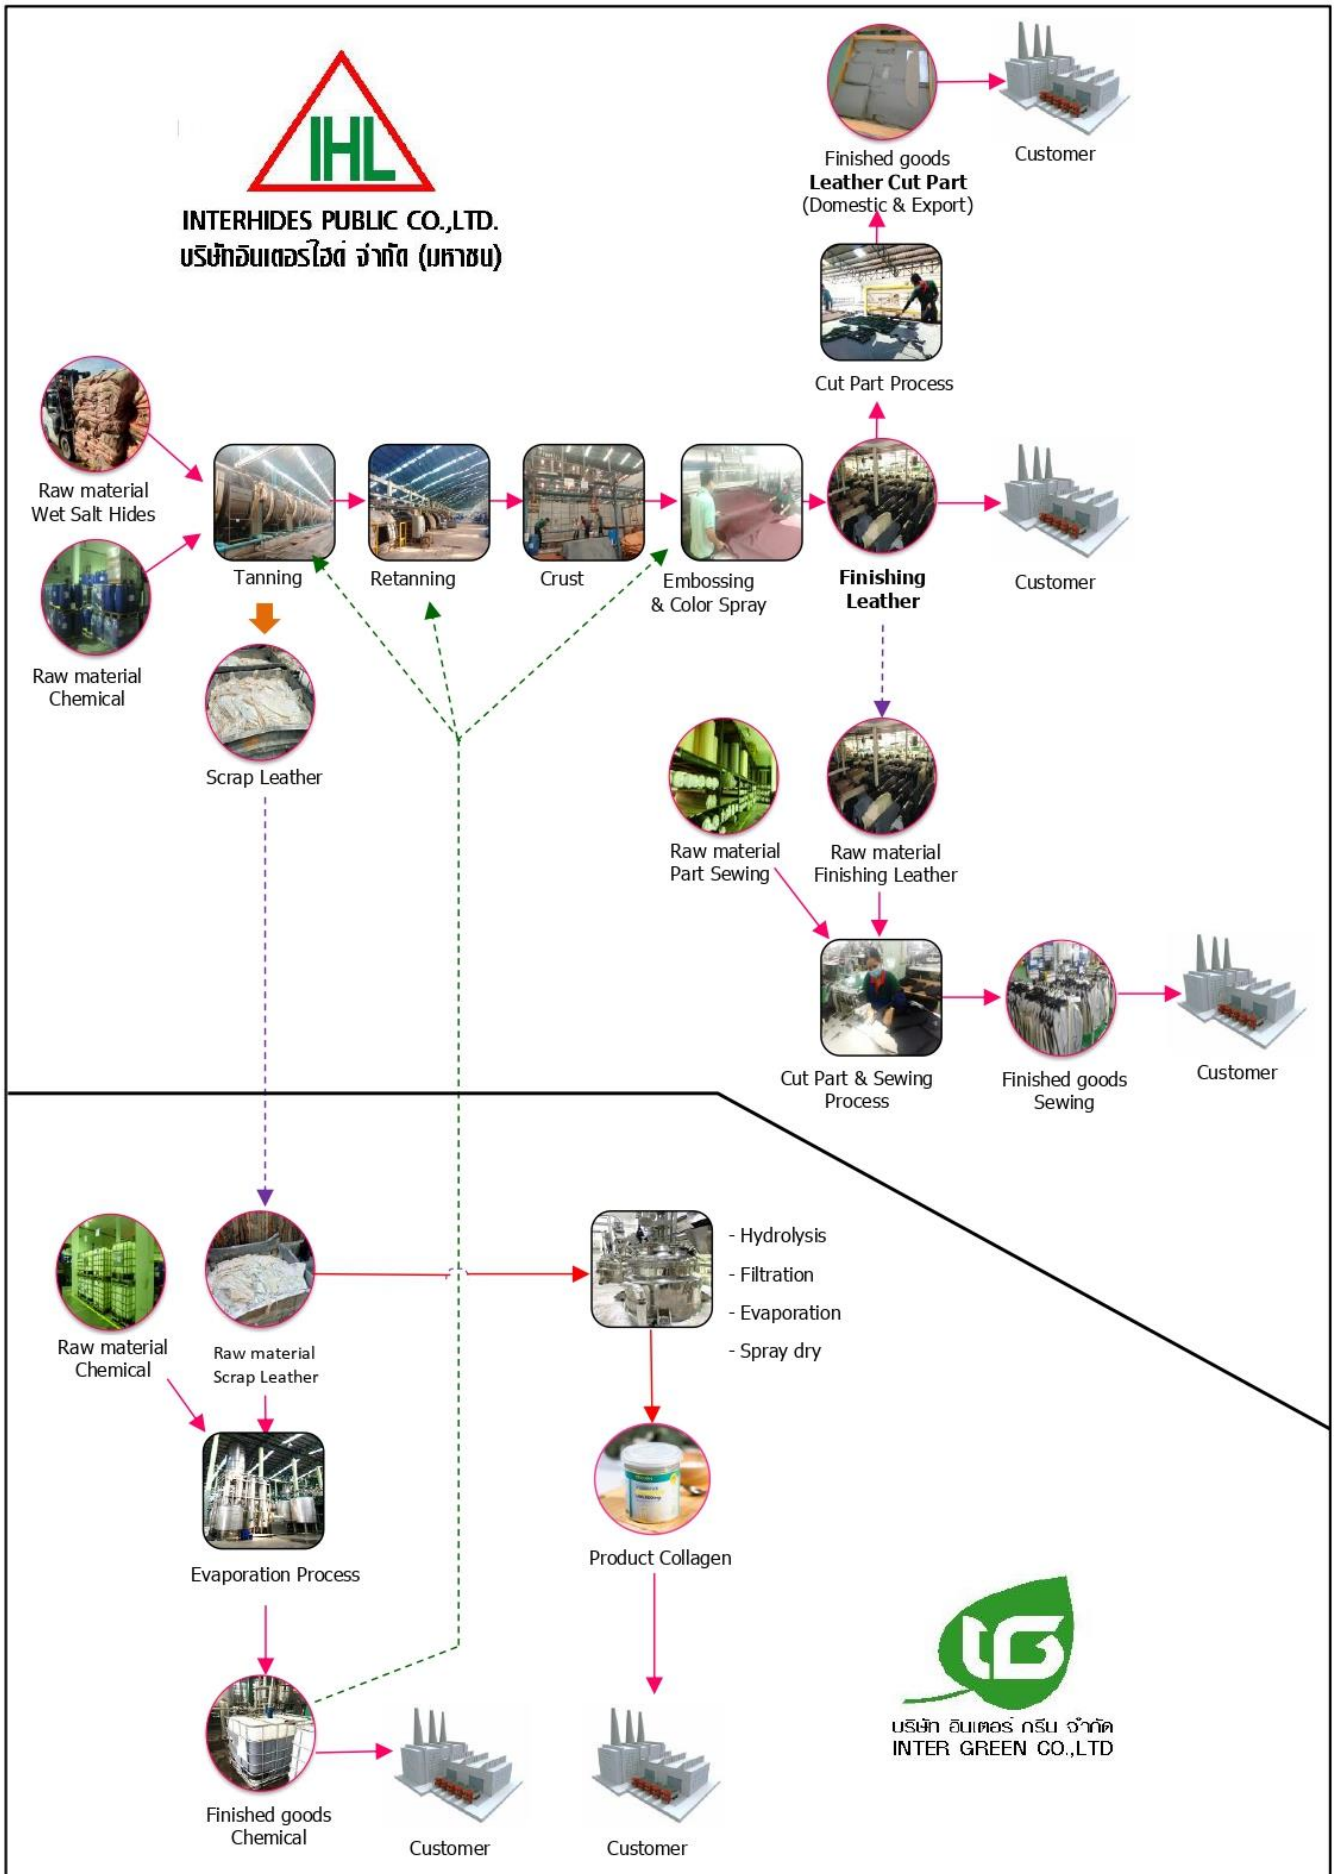 IHL
INTERHIDES PUBLIC CO.,LTD.
บริษัทอินเตอร์ไฮด์ จำกัด (มหาชน)
Finished goods
Leather Cut Part
(Domestic & Export)
Customer
Cut Part Process
Raw material
Wet Salt Hides
Tanning
Retanning
Crust
Embossing
& Color Spray
Finishing
Leather
Customer
Raw material
Chemical
Scrap Leather
Raw material
Part Sewing
Raw material
Finishing Leather
Cut Part & Sewing
Process
Finished goods
Sewing
Customer
Raw material
Chemical
Raw material
Scrap Leather
- Hydrolysis
- Filtration
- Evaporation
- Spray dry
Evaporation Process
Product Collagen
Finished goods
Chemical
Customer
Customer
IG
บริษัท อินเตอร์ กรีน จำกัด
INTER GREEN CO.,LTD